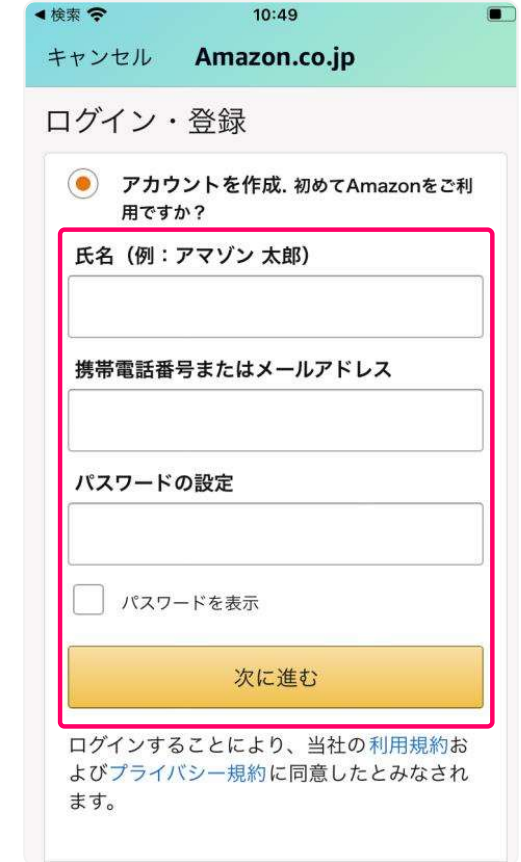 ◀検索 10:49
キャンセル Amazon.co.jp
ログイン・登録
アカウントを作成. 初めてAmazonをご利
用ですか？
氏名（例：アマゾン 太郎）
携帯電話番号またはメールアドレス
パスワードの設定
パスワードを表示
次に進む
ログインすることにより、当社の利用規約お
よびプライバシー規約に同意したとみなされ
ます。